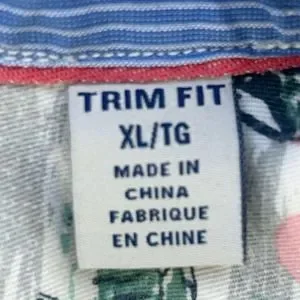 TRIM FIT
XL/TG
MADE IN
CHINA
FABRIQUE
EN CHINE